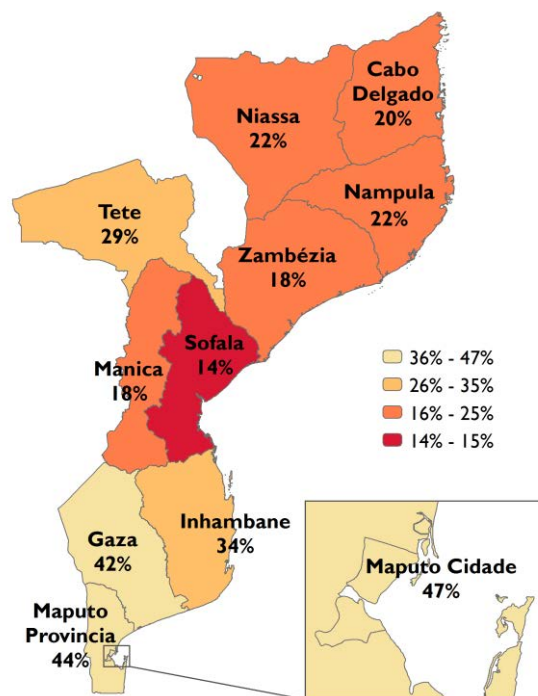 Cabo
Delgado
20%
Niassa
22%
Nampula
22%
Tete
29%
Zambézia
18%
Sofala
14%
Manica
18%
36% - 47%
26% - 35%
16% - 25%
14% - 15%
Inhambane
34%
Gaza
42%
Maputo Cidade
47%
Maputo
Provincia
44%